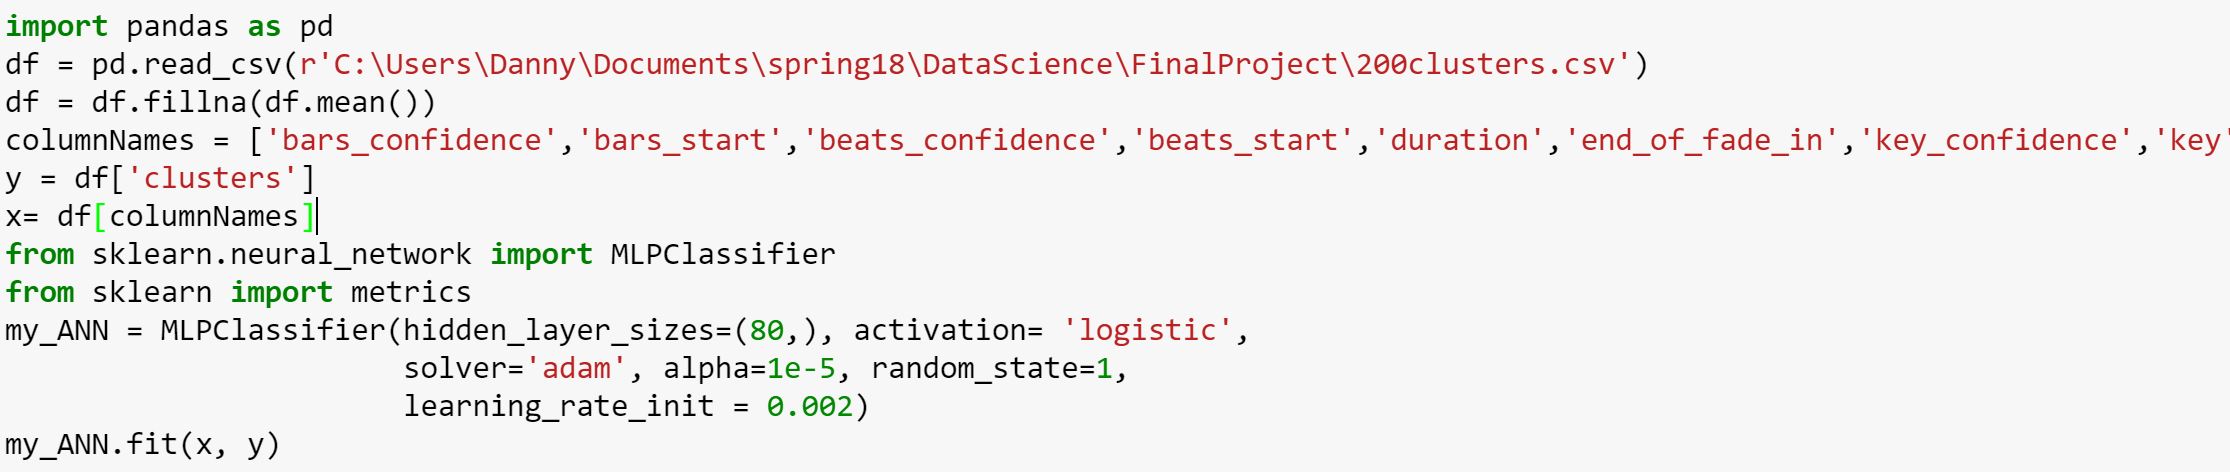 import pandas as pd
df = pd.read_csv(r'C:\Users\Danny\Documents\spring18\DataScience\FinalProject\200clusters.csv')
df = df.fillna(df.mean())
columnNames = ['bars_confidence','bars_start','beats_confidence','beats_start','duration','end_of_fade_in','key_confidence','key'
y = df['clusters']
x= df[columnNames]
from sklearn.neural_network import MLPClassifier
from sklearn import metrics
my_ANN = MLPClassifier(hidden_layer_sizes=(80,), activation= 'logistic',
                       solver='adam', alpha=1e-5, random_state=1,
                       learning_rate_init = 0.002)
my_ANN.fit(x, y)